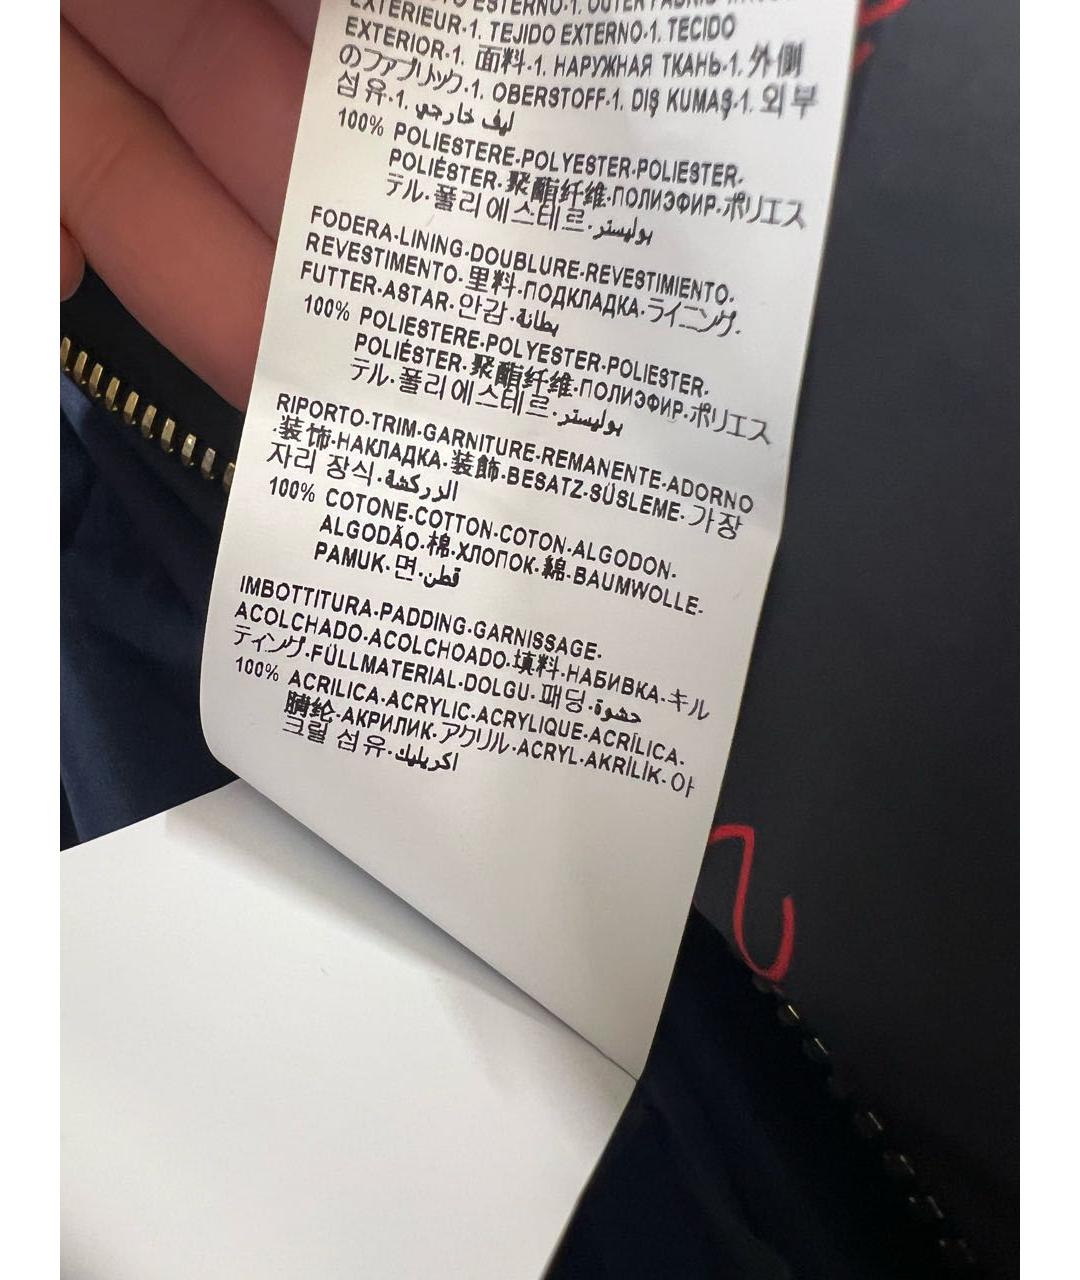 ESTERNO·1. OUTER FABRIC
EXTERIEUR·1. TEJIDO EXTERNO·1. TECIDO
EXTERIOR·1. 面料·1. НАРУЖНАЯ ТКАНЬ·1. 外側
のファブリック·1. OBERSTOFF·1. DIŞ KUMAŞ·1. 외부
섬유·1. ليف خارجي
100% POLIESTERE·POLYESTER·POLIESTER·
POLIÉSTER·聚酯纤维·ПОЛИЭФИР·ポリエス
テル·폴리에스테르·بوليستر
FODERA·LINING·DOUBLURE·REVESTIMIENTO·
REVESTIMENTO·里料·ПОДКЛАДКА·ライニング·
FUTTER·ASTAR·안감·بطانة
100% POLIESTERE·POLYESTER·POLIESTER·
POLIÉSTER·聚酯纤维·ПОЛИЭФИР·ポリエス
テル·폴리에스테르·بوليستر
RIPORTO·TRIM·GARNITURE·REMANENTE·ADORNO
·装饰·НАКЛАДКА·装飾·BESATZ·SÜSLEME·가장
자리 장식·الزركشة
100% COTONE·COTTON·COTON·ALGODON·
ALGODÃO·棉·ХЛОПОК·綿·BAUMWOLLE·
PAMUK·면·قطن
IMBOTTITURA·PADDING·GARNISSAGE·
ACOLCHADO·ACOLCHOADO·填料·НАБИВКА·キル
ティング·FÜLLMATERIAL·DOLGU·패딩·حشوة
100% ACRILICA·ACRYLIC·ACRYLIQUE·ACRÍLICA·
腈纶·АКРИЛИК·アクリル·ACRYL·AKRİLİK·아
크릴 섬유·اكريليك